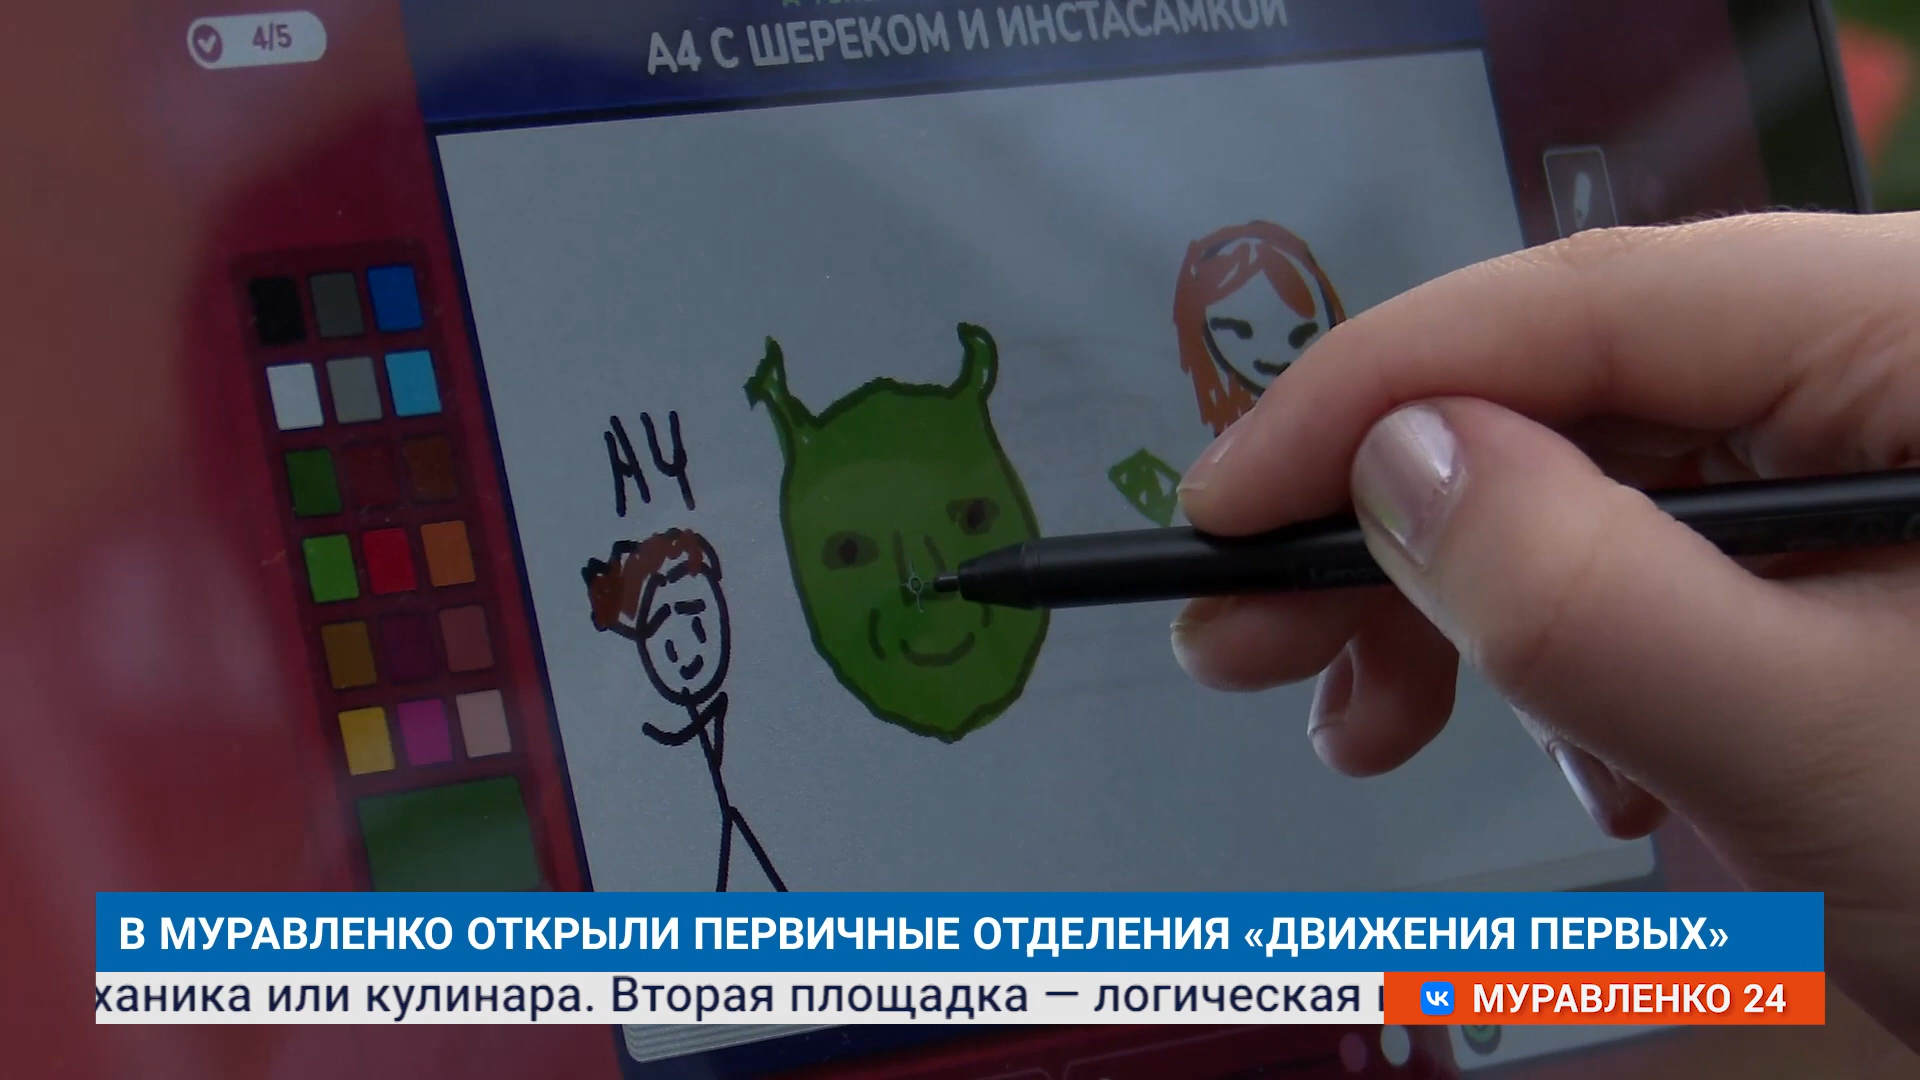 4/5
А4 С ШЕРЕКОМ И ИНСТАСАМКОЙ
А4
В МУРАВЛЕНКО ОТКРЫЛИ ПЕРВИЧНЫЕ ОТДЕЛЕНИЯ «ДВИЖЕНИЯ ПЕРВЫХ»
ханика или кулинара. Вторая площадка — логическая
МУРАВЛЕНКО 24